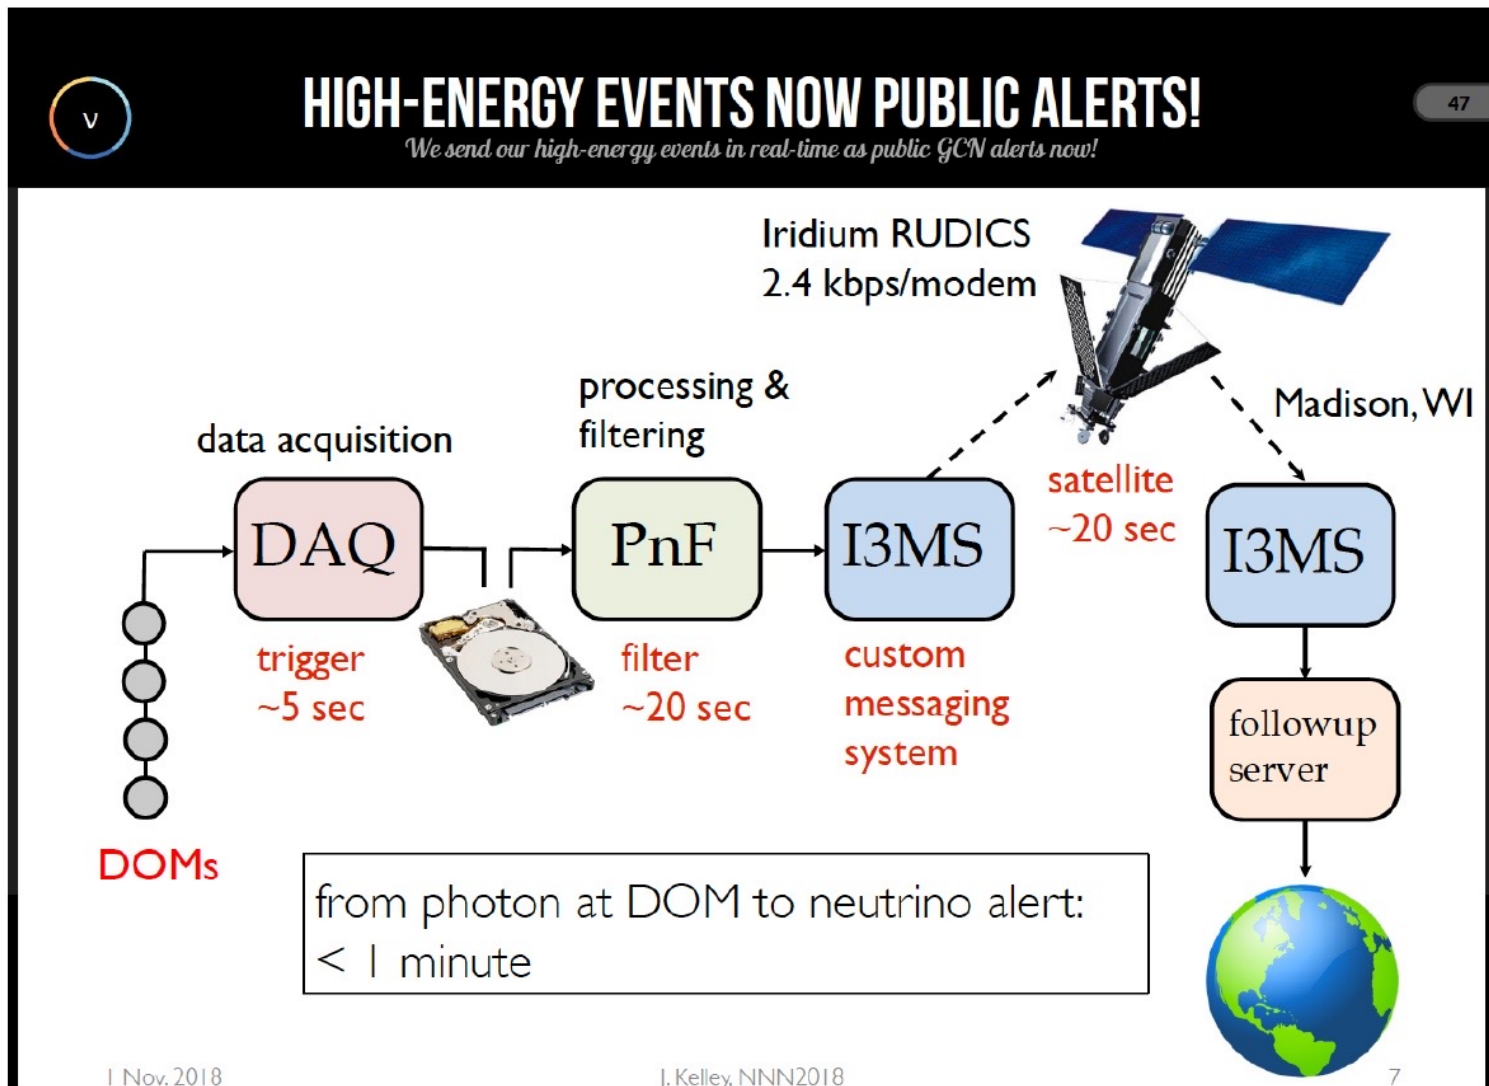 ν
HIGH-ENERGY EVENTS NOW PUBLIC ALERTS!
47
We send our high-energy events in real-time as public GCN alerts now!
Iridium RUDICS
2.4 kbps/modem
processing &
filtering
Madison, WI
data acquisition
satellite
~20 sec
DAQ
PnF
I3MS
I3MS
trigger
~5 sec
filter
~20 sec
custom
messaging
system
followup
server
DOMs
from photon at DOM to neutrino alert:
< 1 minute
1 Nov. 2018
J. Kelley, NNN2018
7